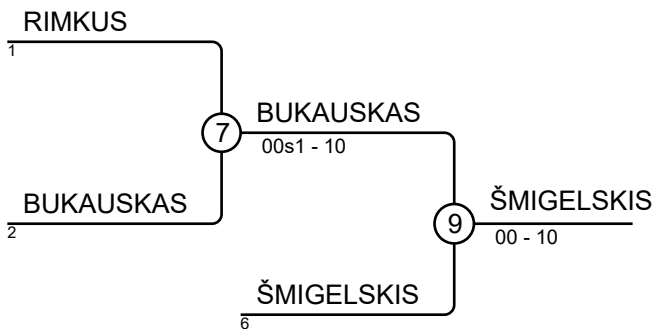 RIMKUS
1
7
BUKAUSKAS
00s1 - 10
BUKAUSKAS
2
9
ŠMIGELSKIS
00 - 10
ŠMIGELSKIS
6